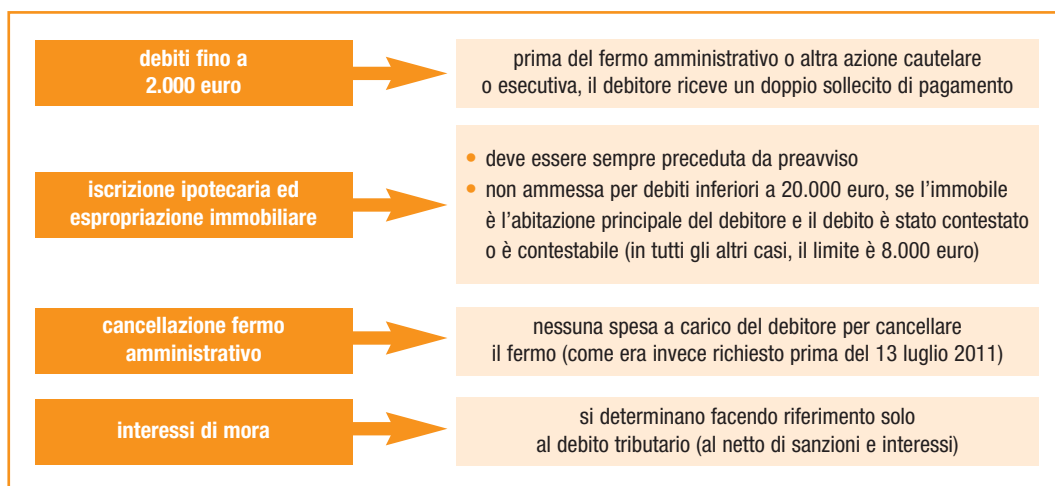 debiti fino a
2.000 euro
prima del fermo amministrativo o altra azione cautelare
o esecutiva, il debitore riceve un doppio sollecito di pagamento
iscrizione ipotecaria ed
espropriazione immobiliare
• deve essere sempre preceduta da preavviso
• non ammessa per debiti inferiori a 20.000 euro, se l'immobile
è l'abitazione principale del debitore e il debito è stato contestato
o è contestabile (in tutti gli altri casi, il limite è 8.000 euro)
cancellazione fermo
amministrativo
nessuna spesa a carico del debitore per cancellare
il fermo (come era invece richiesto prima del 13 luglio 2011)
interessi di mora
si determinano facendo riferimento solo
al debito tributario (al netto di sanzioni e interessi)